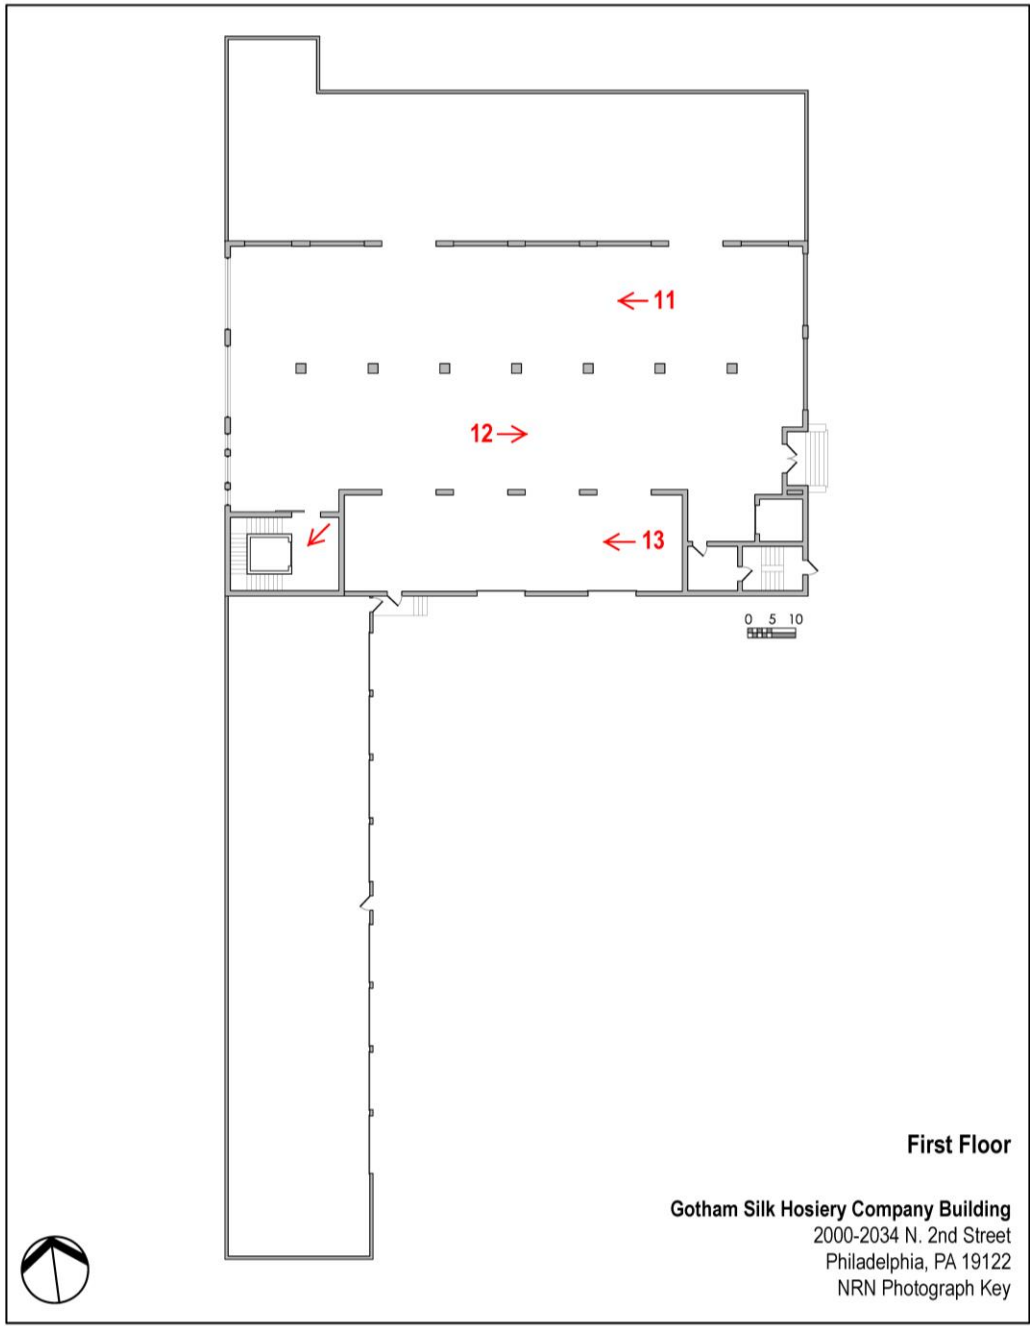 11
12
13
0 5 10
First Floor
Gotham Silk Hosiery Company Building
2000-2034 N. 2nd Street
Philadelphia, PA 19122
NRN Photograph Key